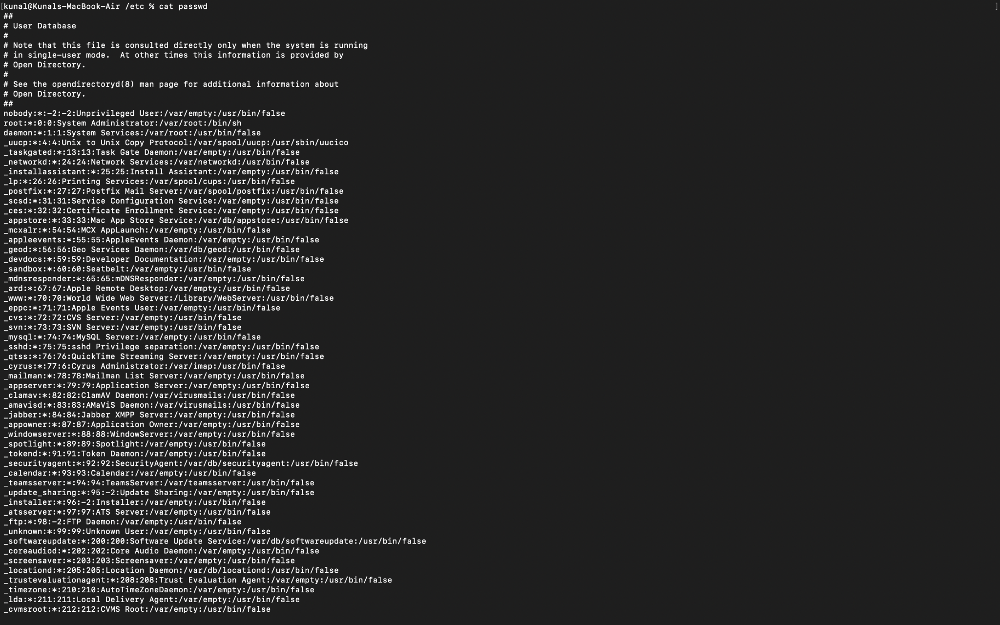 [kunal@Kunals-MacBook-Air /etc % cat passwd ]
##
# User Database
#
# Note that this file is consulted directly only when the system is running
# in single-user mode.  At other times this information is provided by
# Open Directory.
#
# See the opendirectoryd(8) man page for additional information about
# Open Directory.
##
nobody:*:-2:-2:Unprivileged User:/var/empty:/usr/bin/false
root:*:0:0:System Administrator:/var/root:/bin/sh
daemon:*:1:1:System Services:/var/root:/usr/bin/false
_uucp:*:4:4:Unix to Unix Copy Protocol:/var/spool/uucp:/usr/sbin/uucico
_taskgated:*:13:13:Task Gate Daemon:/var/empty:/usr/bin/false
_networkd:*:24:24:Network Services:/var/networkd:/usr/bin/false
_installassistant:*:25:25:Install Assistant:/var/empty:/usr/bin/false
_lp:*:26:26:Printing Services:/var/spool/cups:/usr/bin/false
_postfix:*:27:27:Postfix Mail Server:/var/spool/postfix:/usr/bin/false
_scsd:*:31:31:Service Configuration Service:/var/empty:/usr/bin/false
_ces:*:32:32:Certificate Enrollment Service:/var/empty:/usr/bin/false
_appstore:*:33:33:Mac App Store Service:/var/db/appstore:/usr/bin/false
_mcxalr:*:54:54:MCX AppLaunch:/var/empty:/usr/bin/false
_appleevents:*:55:55:AppleEvents Daemon:/var/empty:/usr/bin/false
_geod:*:56:56:Geo Services Daemon:/var/db/geod:/usr/bin/false
_devdocs:*:59:59:Developer Documentation:/var/empty:/usr/bin/false
_sandbox:*:60:60:Seatbelt:/var/empty:/usr/bin/false
_mdnsresponder:*:65:65:mDNSResponder:/var/empty:/usr/bin/false
_ard:*:67:67:Apple Remote Desktop:/var/empty:/usr/bin/false
_www:*:70:70:World Wide Web Server:/Library/WebServer:/usr/bin/false
_eppc:*:71:71:Apple Events User:/var/empty:/usr/bin/false
_cvs:*:72:72:CVS Server:/var/empty:/usr/bin/false
_svn:*:73:73:SVN Server:/var/empty:/usr/bin/false
_mysql:*:74:74:MySQL Server:/var/empty:/usr/bin/false
_sshd:*:75:75:sshd Privilege separation:/var/empty:/usr/bin/false
_qtss:*:76:76:QuickTime Streaming Server:/var/empty:/usr/bin/false
_cyrus:*:77:6:Cyrus Administrator:/var/imap:/usr/bin/false
_mailman:*:78:78:Mailman List Server:/var/empty:/usr/bin/false
_appserver:*:79:79:Application Server:/var/empty:/usr/bin/false
_clamav:*:82:82:ClamAV Daemon:/var/virusmails:/usr/bin/false
_amavisd:*:83:83:AMaViS Daemon:/var/virusmails:/usr/bin/false
_jabber:*:84:84:Jabber XMPP Server:/var/empty:/usr/bin/false
_appowner:*:87:87:Application Owner:/var/empty:/usr/bin/false
_windowserver:*:88:88:WindowServer:/var/empty:/usr/bin/false
_spotlight:*:89:89:Spotlight:/var/empty:/usr/bin/false
_tokend:*:91:91:Token Daemon:/var/empty:/usr/bin/false
_securityagent:*:92:92:SecurityAgent:/var/db/securityagent:/usr/bin/false
_calendar:*:93:93:Calendar:/var/empty:/usr/bin/false
_teamsserver:*:94:94:TeamsServer:/var/teamsserver:/usr/bin/false
_update_sharing:*:95:-2:Update Sharing:/var/empty:/usr/bin/false
_installer:*:96:-2:Installer:/var/empty:/usr/bin/false
_atsserver:*:97:97:ATS Server:/var/empty:/usr/bin/false
_ftp:*:98:-2:FTP Daemon:/var/empty:/usr/bin/false
_unknown:*:99:99:Unknown User:/var/empty:/usr/bin/false
_softwareupdate:*:200:200:Software Update Service:/var/db/softwareupdate:/usr/bin/false
_coreaudiod:*:202:202:Core Audio Daemon:/var/empty:/usr/bin/false
_screensaver:*:203:203:Screensaver:/var/empty:/usr/bin/false
_locationd:*:205:205:Location Daemon:/var/db/locationd:/usr/bin/false
_trustevaluationagent:*:208:208:Trust Evaluation Agent:/var/empty:/usr/bin/false
_timezone:*:210:210:AutoTimeZoneDaemon:/var/empty:/usr/bin/false
_lda:*:211:211:Local Delivery Agent:/var/empty:/usr/bin/false
_cvmsroot:*:212:212:CVMS Root:/var/empty:/usr/bin/false